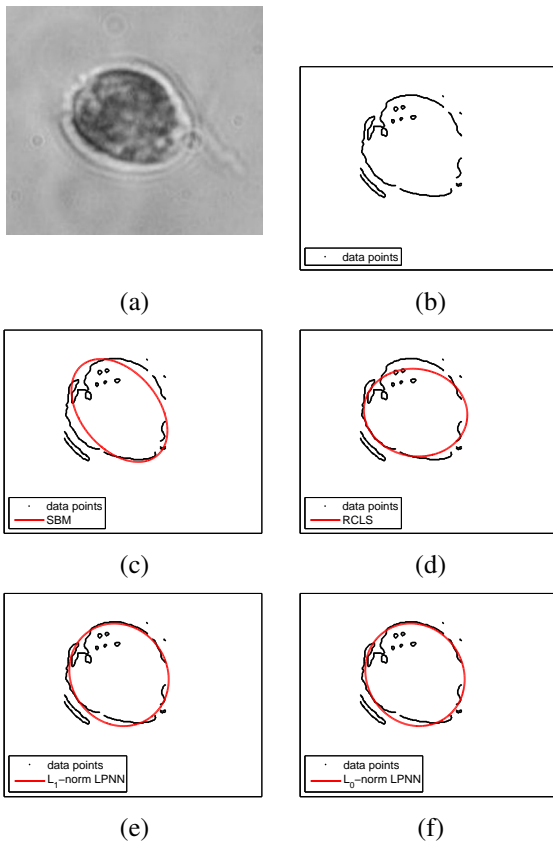 (a)
data points
(b)
data points
SBM
(c)
data points
RCLS
(d)
data points
L₁−norm LPNN
(e)
data points
L₀−norm LPNN
(f)